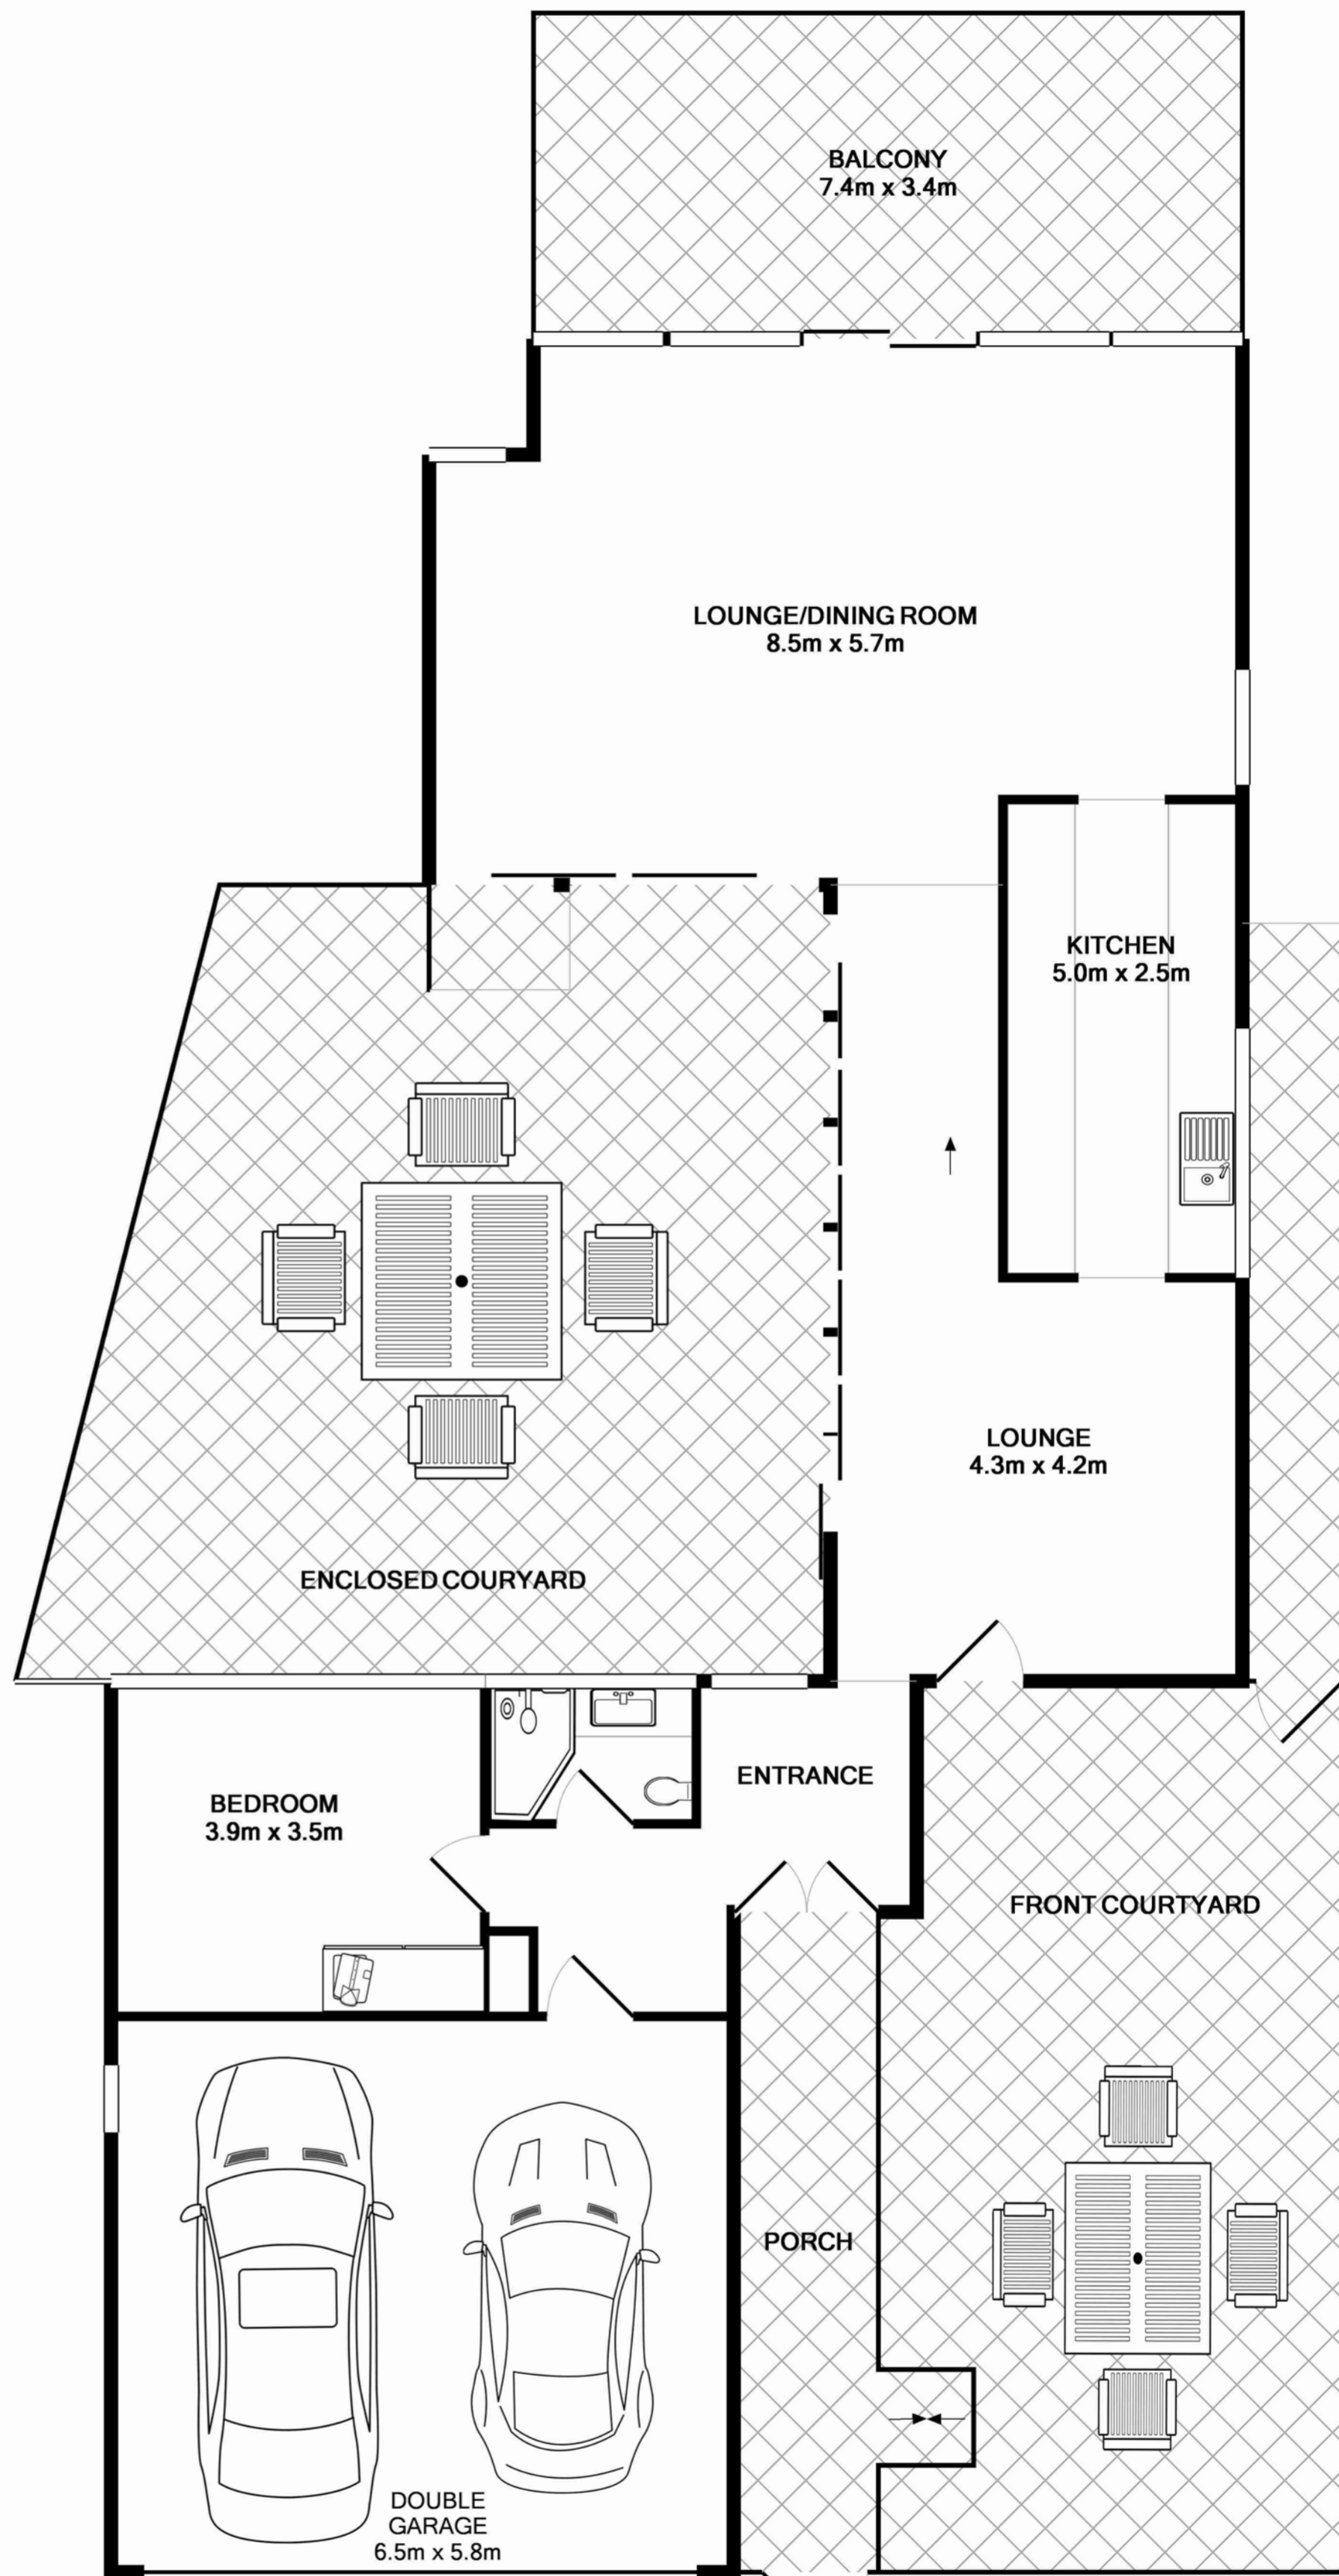 BALCONY
7.4m x 3.4m
LOUNGE/DINING ROOM
8.5m x 5.7m
KITCHEN
5.0m x 2.5m
LOUNGE
4.3m x 4.2m
ENCLOSED COURYARD
ENTRANCE
BEDROOM
3.9m x 3.5m
FRONT COURTYARD
PORCH
DOUBLE
GARAGE
6.5m x 5.8m